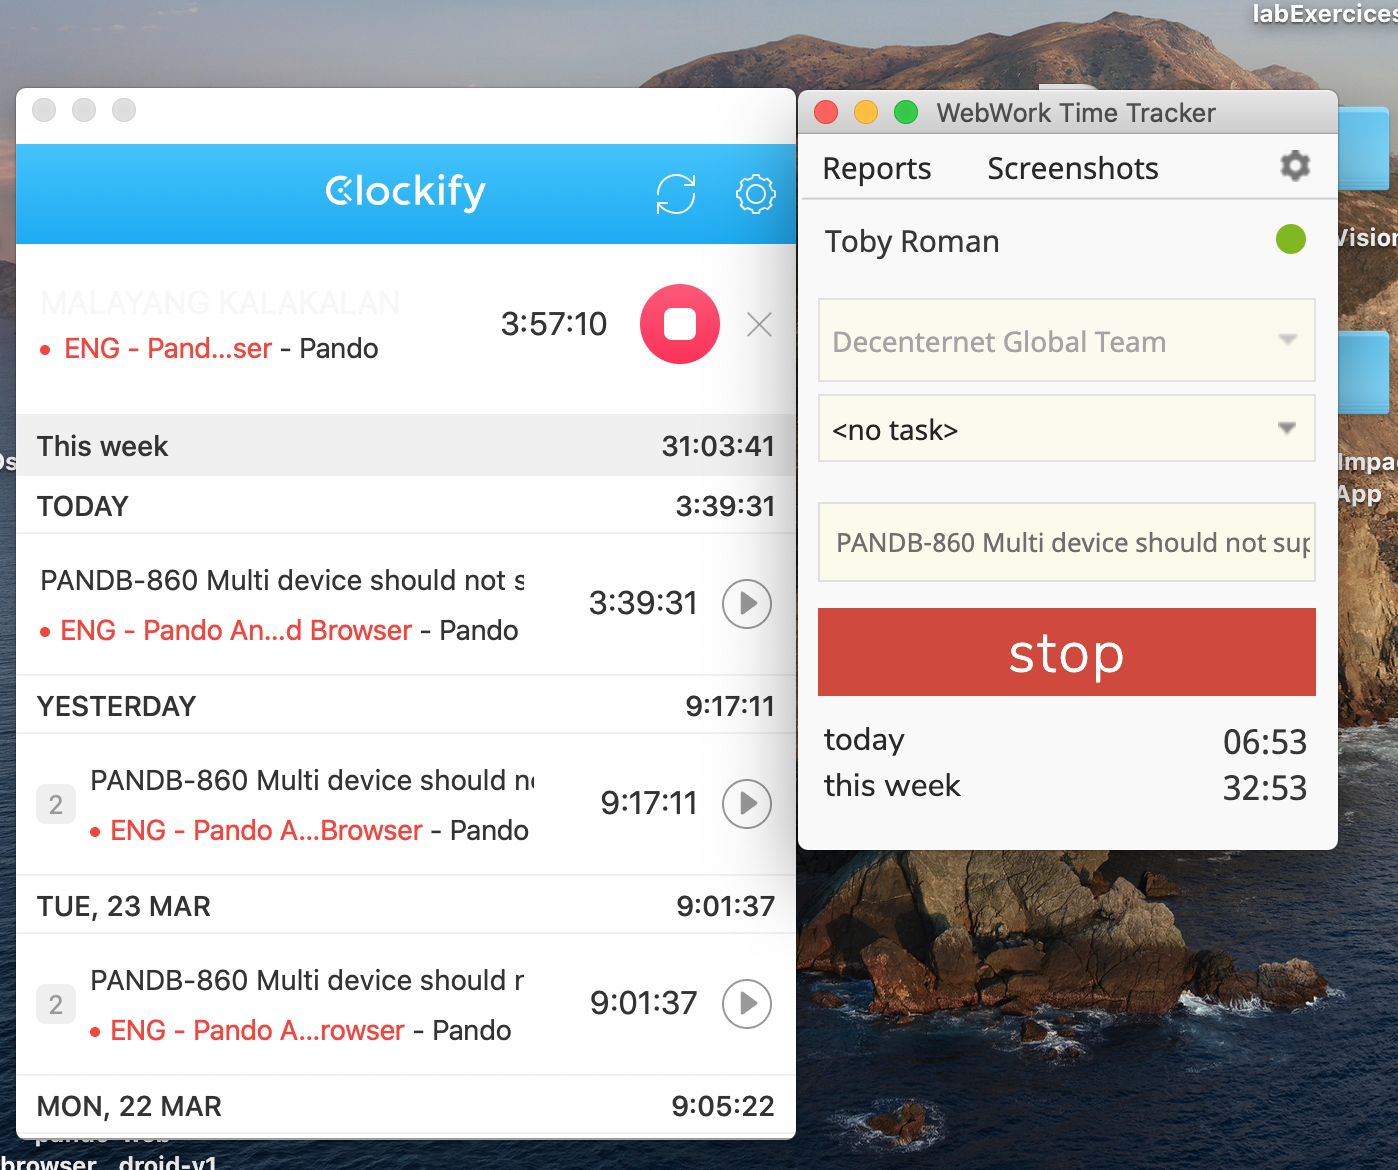 labExercices
Clockify
MALAYANG KALAKALAN
• ENG - Pand...ser - Pando
3:57:10
This week 31:03:41
TODAY 3:39:31
PANDB-860 Multi device should not s
• ENG - Pando An...d Browser - Pando
3:39:31
YESTERDAY 9:17:11
2
PANDB-860 Multi device should n
• ENG - Pando A...Browser - Pando
9:17:11
TUE, 23 MAR 9:01:37
2
PANDB-860 Multi device should r
• ENG - Pando A...rowser - Pando
9:01:37
MON, 22 MAR 9:05:22
browser droid-v1
WebWork Time Tracker
Reports Screenshots
Toby Roman
Decenternet Global Team
<no task>
PANDB-860 Multi device should not sup
stop
today 06:53
this week 32:53
Vision
Impac
App